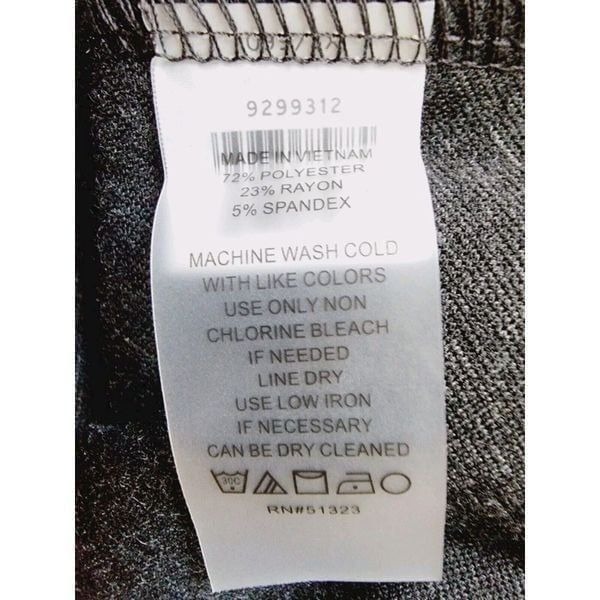 9299312
MADE IN VIETNAM
72% POLYESTER
23% RAYON
5% SPANDEX
MACHINE WASH COLD
WITH LIKE COLORS
USE ONLY NON
CHLORINE BLEACH
IF NEEDED
LINE DRY
USE LOW IRON
IF NECESSARY
CAN BE DRY CLEANED
30C
RN#51323